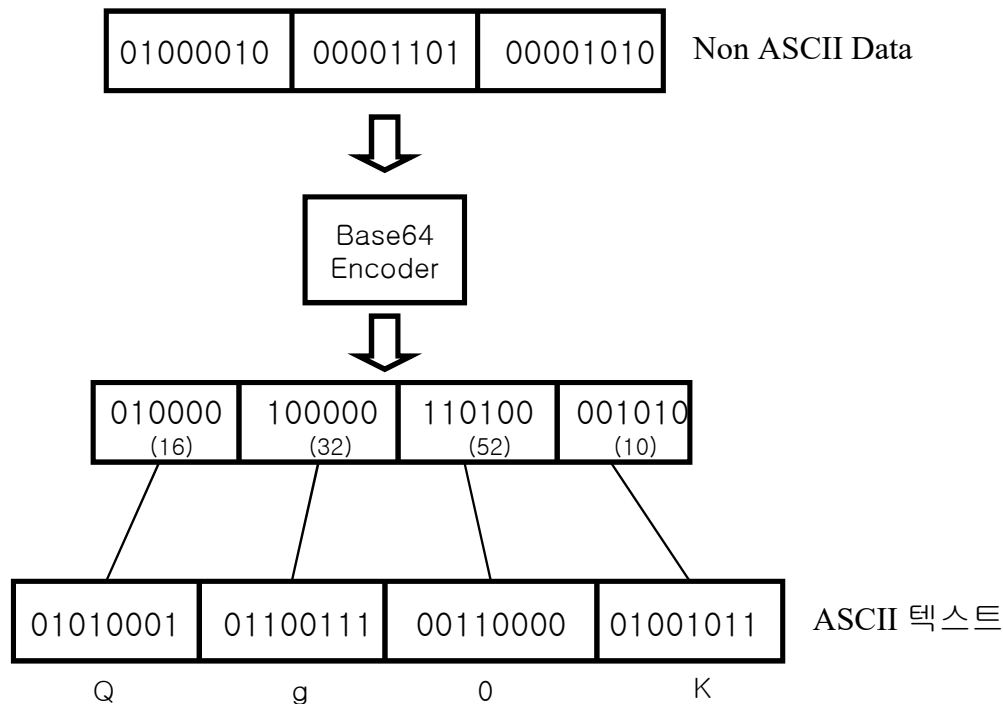 01000010 00001101 00001010 Non ASCII Data
Base64
Encoder
010000 100000 110100 001010
(16) (32) (52) (10)
01010001 01100111 00110000 01001011 ASCII 텍스트
Q g 0 K